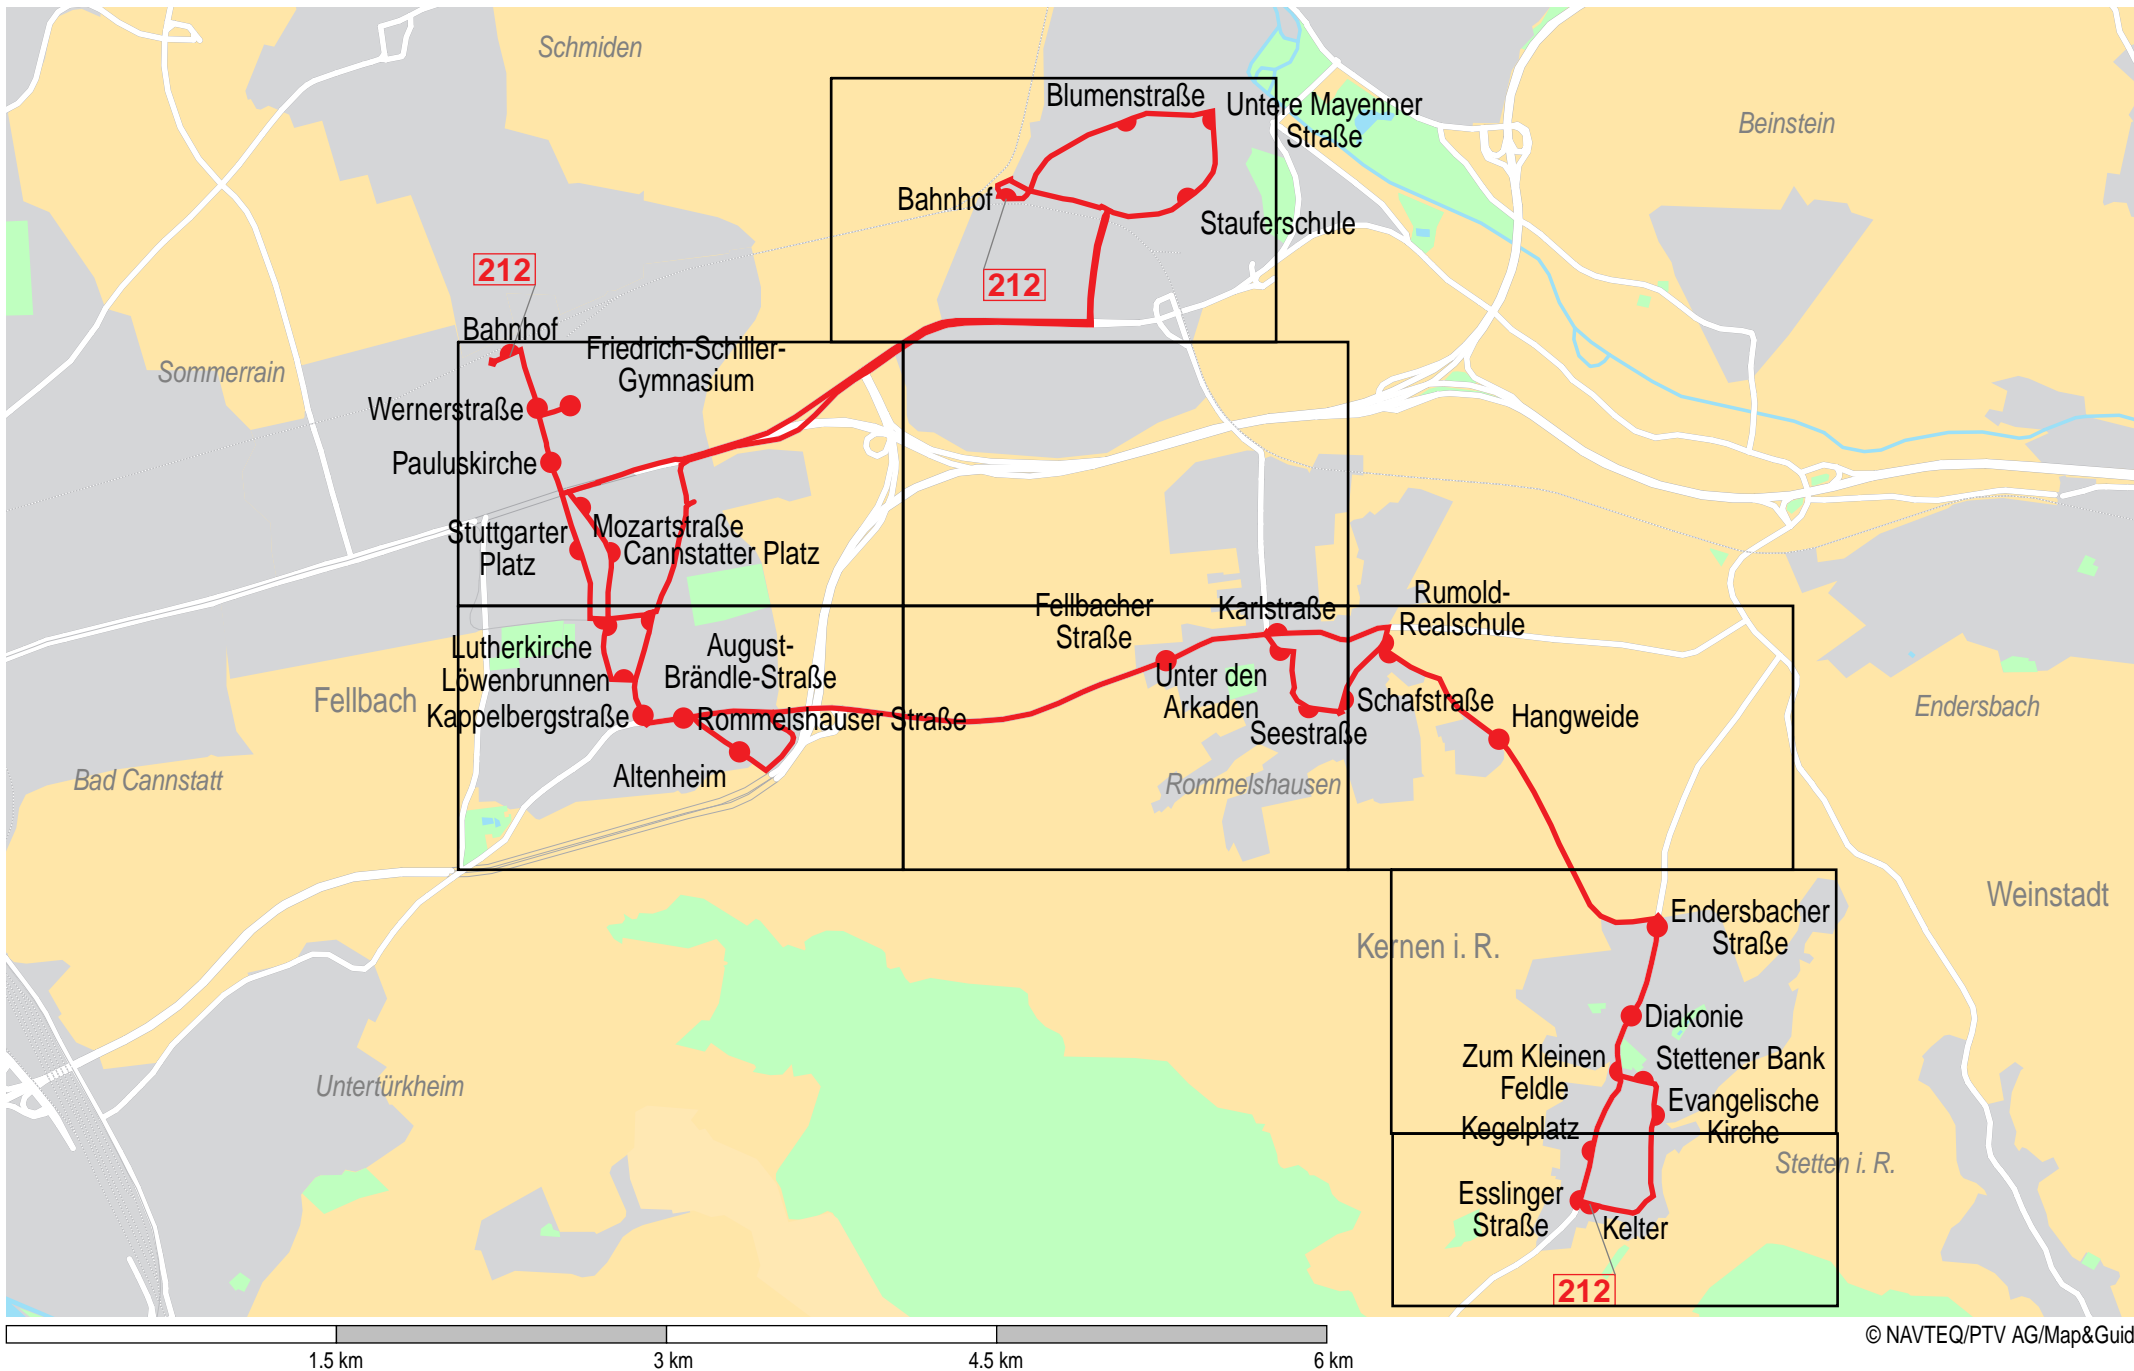 Schmiden
Blumenstraße
Untere Mayenner
Straße
Beinstein
Bahnhof
Stauferschule
212
212
Bahnhof
Friedrich-Schiller-
Gymnasium
Sommerrain
Wernerstraße
Pauluskirche
Stuttgarter
Platz
Mozartstraße
Cannstatter Platz
Fellbacher
Straße
Karlstraße
Rumold-
Realschule
Lutherkirche
Löwenbrunnen
August-
Brändle-Straße
Unter den
Arkaden
Schafstraße
Fellbach
Kappelbergstraße
Rommelshauser Straße
Seestraße
Hangweide
Endersbach
Altenheim
Bad Cannstatt
Rommelshausen
Weinstadt
Kernen i. R.
Endersbacher
Straße
Diakonie
Zum Kleinen
Feldle
Stettener Bank
Untertürkheim
Evangelische
Kirche
Kegelplatz
Stetten i. R.
Esslinger
Straße
Kelter
212
© NAVTEQ/PTV AG/Map&Guid
1.5 km
3 km
4.5 km
6 km